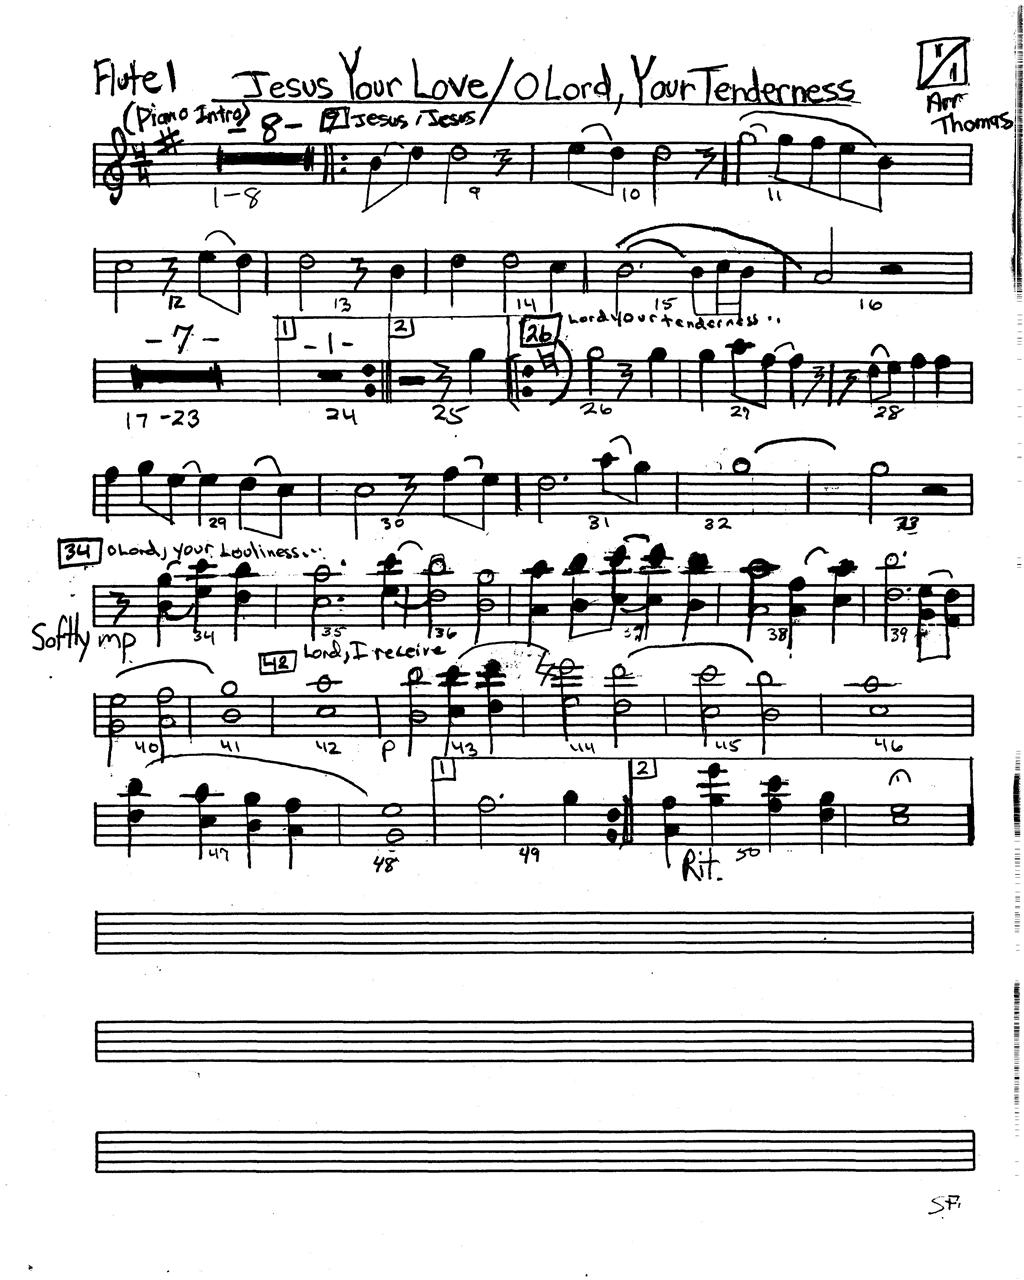 Flute 1 Jesus Your Love/O Lord, Your Tenderness 1/1
Arr Thomas
(Piano Intro) -8- 9 Jesus, Jesus
4/4
1-8 9 10 11
12 13 14 15 16
-7- 1 -1- 2 26 Lord your tenderness..
17-23 24 25 26 27 28
29 30 31 32 33
34 O Lord, your Louliness...
Softly mp 34 35 36 37 38 39
42 Lord, I receive
40 41 42 P 43 44 45 46
1 2
47 48 49 Rit. 50
SF.